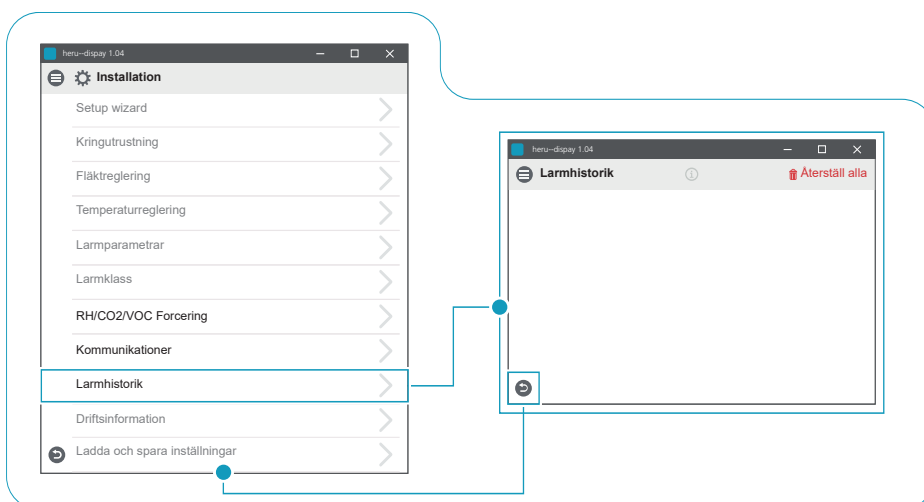 heru–dispay 1.04
Installation
Setup wizard
Kringutrustning
Fläktreglering
Temperaturreglering
Larmparametrar
Larmklass
RH/CO2/VOC Forcering
Kommunikationer
Larmhistorik
Driftsinformation
Ladda och spara inställningar
heru–dispay 1.04
Larmhistorik
Återställ alla